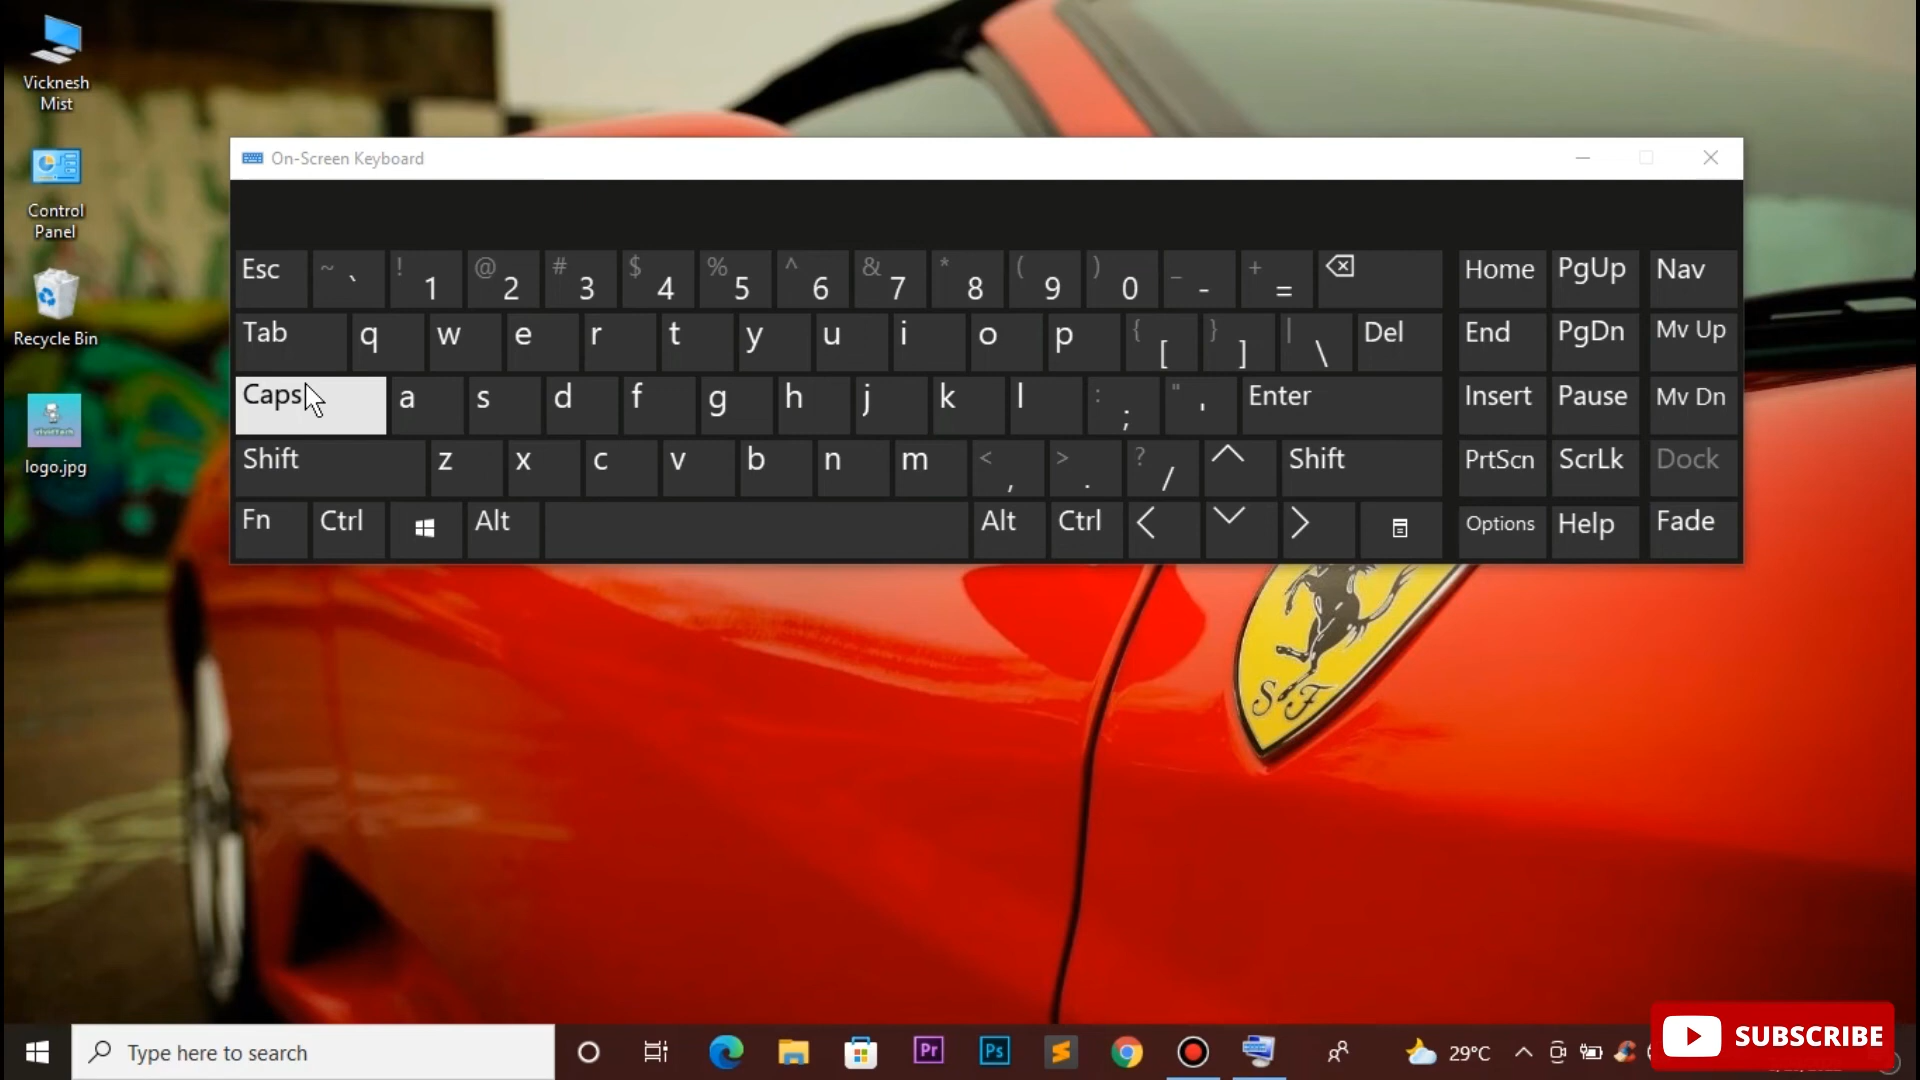 Vicknesh
Mist
Control
Panel
Recycle Bin
logo.jpg
On-Screen Keyboard
Esc ~ ` ! 1 @ 2 # 3 $ 4 % 5 ^ 6 & 7 * 8 ( 9 ) 0 _ - + = Home PgUp Nav
Tab q w e r t y u i o p { [ } ] | \ Del End PgDn Mv Up
Caps a s d f g h j k l : ; " ' Enter Insert Pause Mv Dn
Shift z x c v b n m < , > . ? / Shift PrtScn ScrLk Dock
Fn Ctrl Alt Alt Ctrl Options Help Fade
S F
Type here to search
Pr
Ps
29°C
SUBSCRIBE